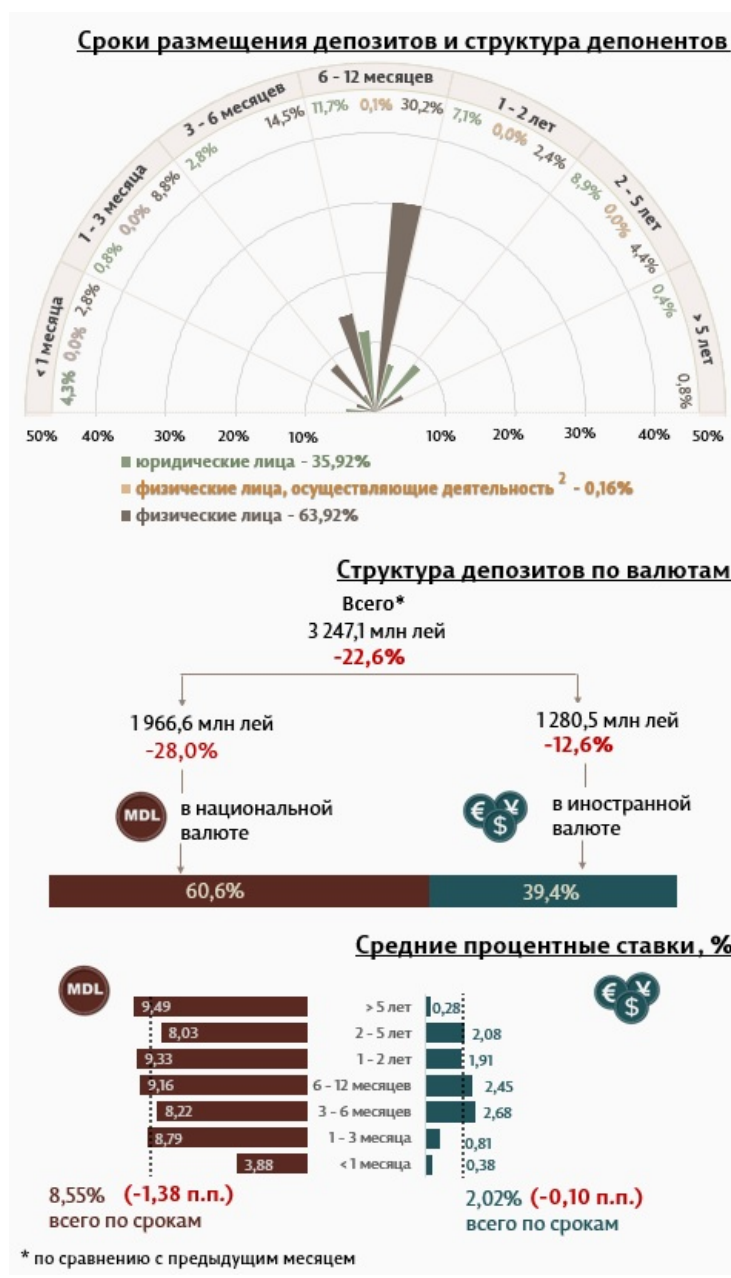 Сроки размещения депозитов и структура депонентов
< 1 месяца
4,3% 0,0% 2,8%
1 - 3 месяца
0,8% 0,0% 8,8%
3 - 6 месяцев
2,8% 14,5%
6 - 12 месяцев
11,7% 0,1% 30,2%
1 - 2 лет
7,1% 0,0% 2,4%
2 - 5 лет
8,9% 0,0% 4,4%
> 5 лет
0,4% 0,8%
50% 40% 30% 20% 10% 10% 20% 30% 40% 50%
юридические лица - 35,92%
физические лица, осуществляющие деятельность 2 - 0,16%
физические лица - 63,92%
Структура депозитов по валютам
Всего*
3 247,1 млн лей
-22,6%
1 966,6 млн лей
-28,0%
1 280,5 млн лей
-12,6%
MDL
в национальной
валюте
€ ¥ $
в иностранной
валюте
60,6% 39,4%
Средние процентные ставки, %
MDL
€ ¥ $
9,49 > 5 лет 0,28
8,03 2 - 5 лет 2,08
9,33 1 - 2 лет 1,91
9,16 6 - 12 месяцев 2,45
8,22 3 - 6 месяцев 2,68
8,79 1 - 3 месяца 0,81
3,88 < 1 месяца 0,38
8,55% (-1,38 п.п.)
всего по срокам
2,02% (-0,10 п.п.)
всего по срокам
* по сравнению с предыдущим месяцем